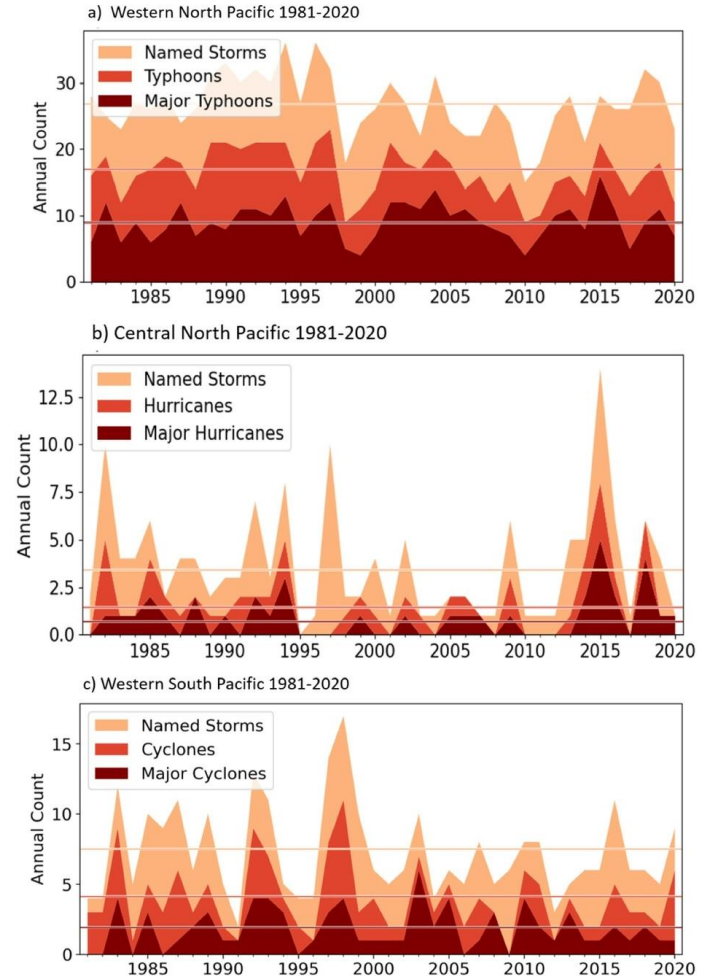 a) Western North Pacific 1981-2020
Named Storms
Typhoons
Major Typhoons
Annual Count
30
20
10
0
1985 1990 1995 2000 2005 2010 2015 2020
b) Central North Pacific 1981-2020
Named Storms
Hurricanes
Major Hurricanes
Annual Count
12.5
10.0
7.5
5.0
2.5
0.0
1985 1990 1995 2000 2005 2010 2015 2020
c) Western South Pacific 1981-2020
Named Storms
Cyclones
Major Cyclones
Annual Count
15
10
5
0
1985 1990 1995 2000 2005 2010 2015 2020